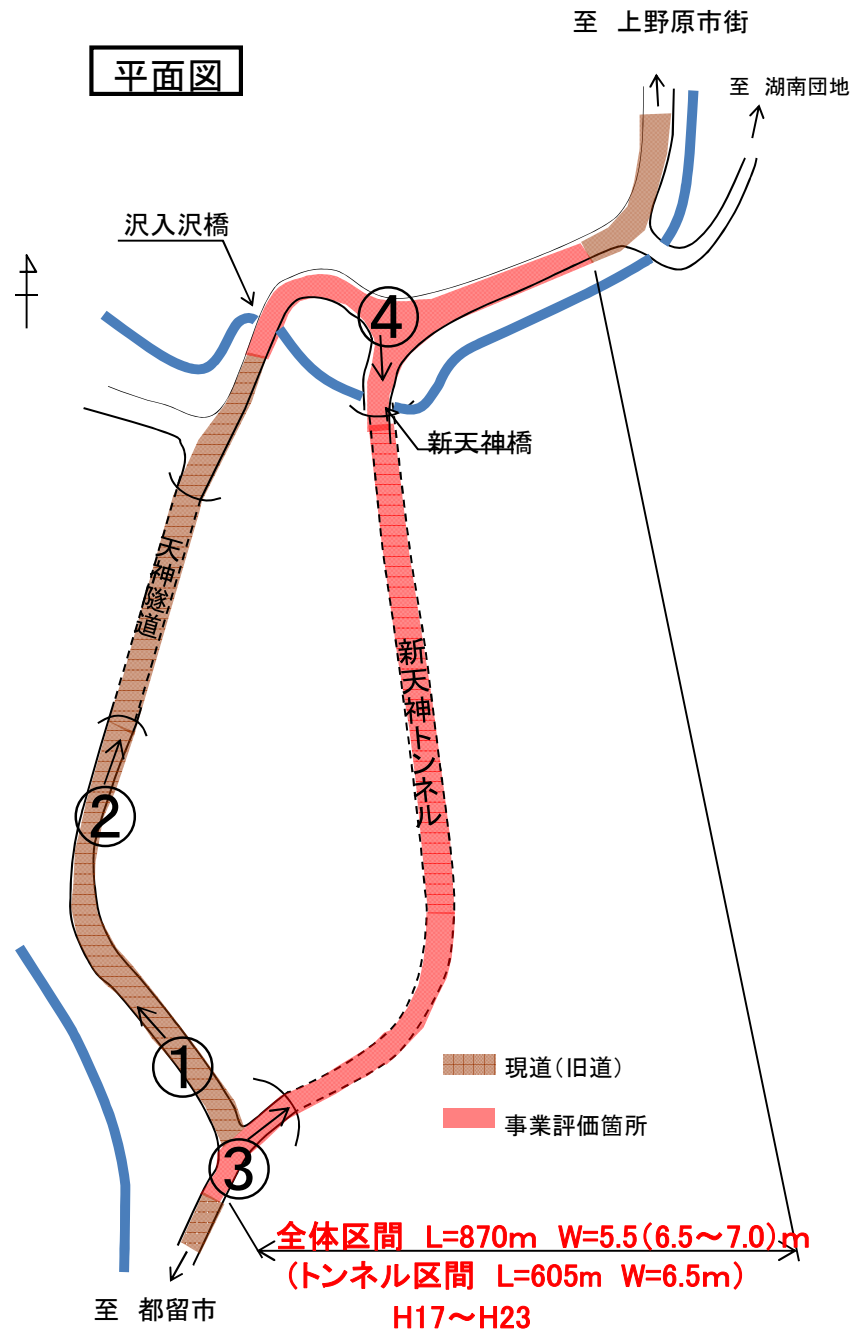 至 上野原市街
平面図
至 湖南団地
沢入沢橋
④
新天神橋
天神隧道
新天神トンネル
②
①
現道(旧道)
事業評価箇所
③
全体区間 L=870m W=5.5(6.5~7.0)m
(トンネル区間 L=605m W=6.5m)
至 都留市
H17~H23